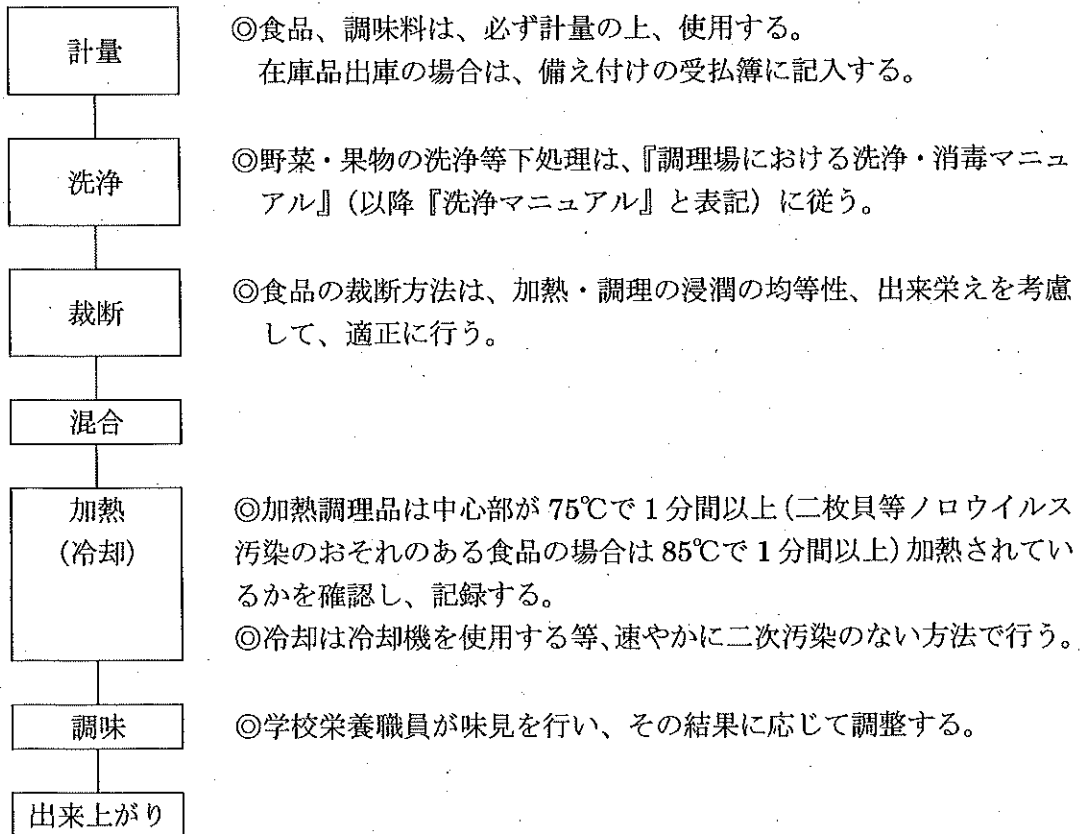 計量
◎食品、調味料は、必ず計量の上、使用する。
在庫品出庫の場合は、備え付けの受払簿に記入する。
洗浄
◎野菜・果物の洗浄等下処理は、『調理場における洗浄・消毒マニュ
アル』(以降『洗浄マニュアル』と表記)に従う。
裁断
◎食品の裁断方法は、加熱・調理の浸潤の均等性、出来栄えを考慮
して、適正に行う。
混合
加熱
(冷却)
◎加熱調理品は中心部が 75℃で 1 分間以上(二枚貝等ノロウイルス
汚染のおそれのある食品の場合は 85℃で 1 分間以上)加熱されてい
るかを確認し、記録する。
◎冷却は冷却機を使用する等、速やかに二次汚染のない方法で行う。
調味
◎学校栄養職員が味見を行い、その結果に応じて調整する。
出来上がり